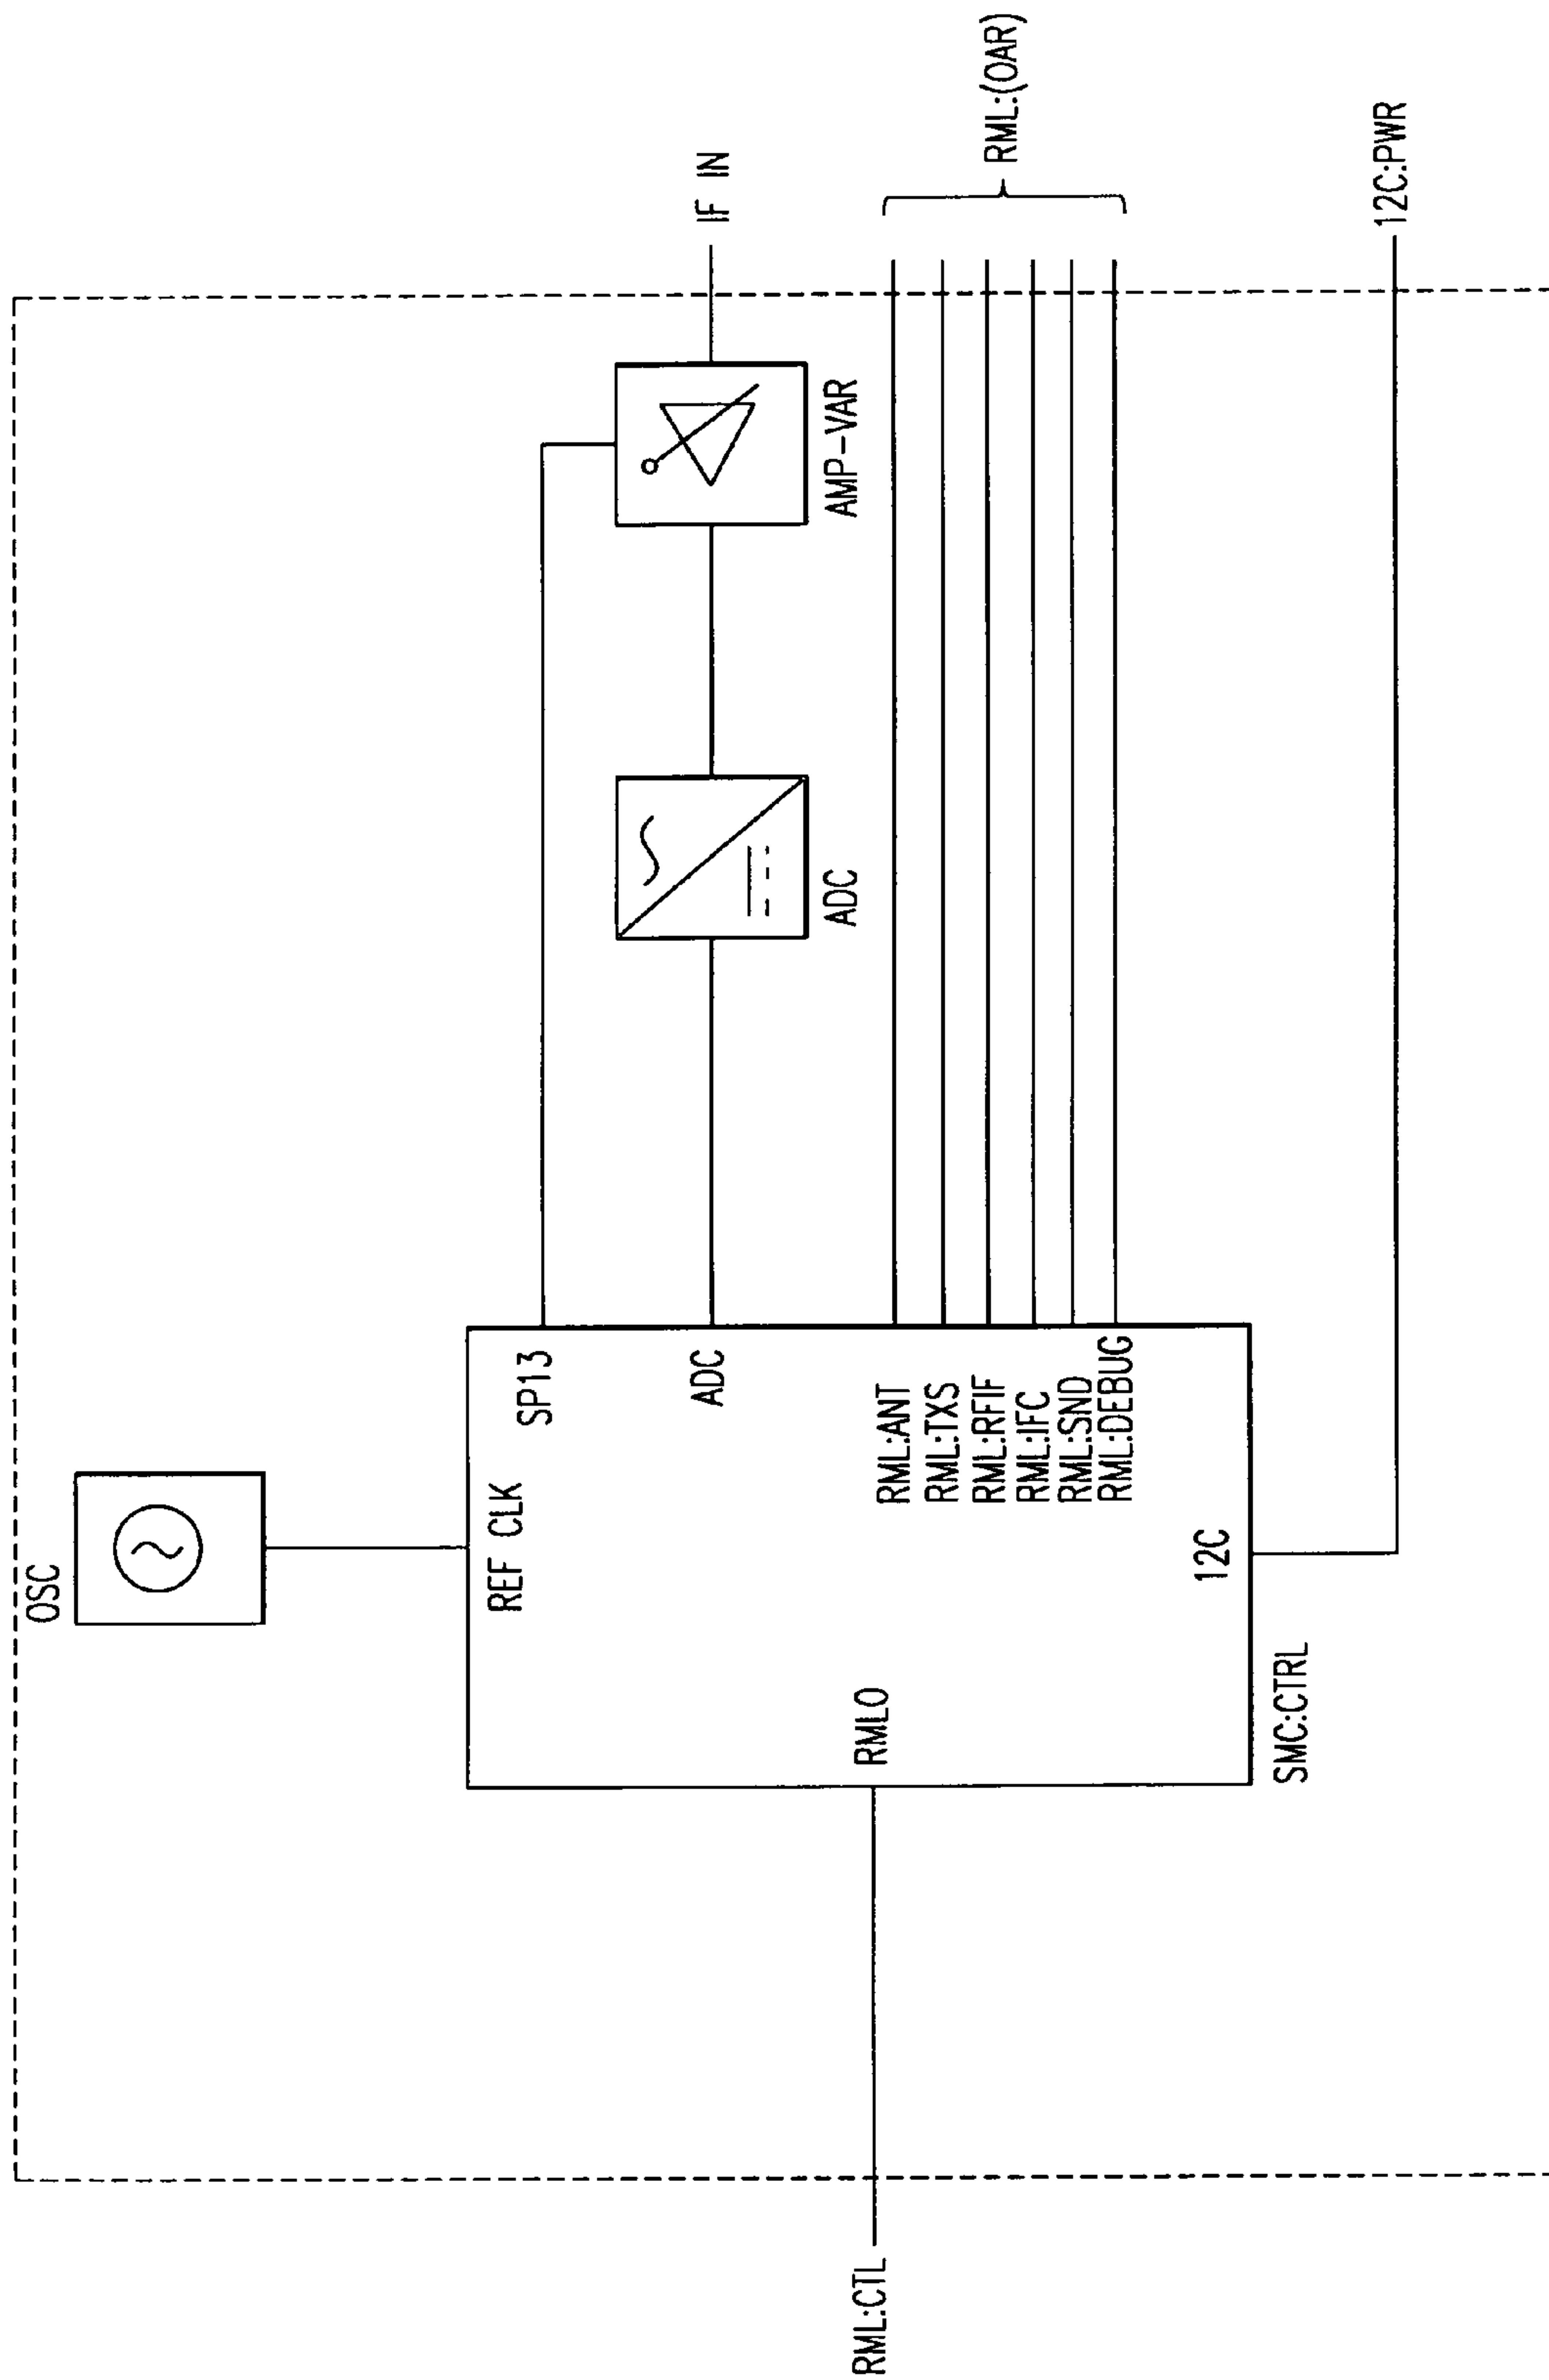 OSC
REF CLK
SP13
ADC
RML:ANT
RML:TXS
RML:RFIF
RML:IFC
RML:SND
RML:DEBUG
12C
RMLO
SMC:CTRL
RML:CTL
ADC
AMP-VAR
IF IN
RML:(OAR)
12C:PWR